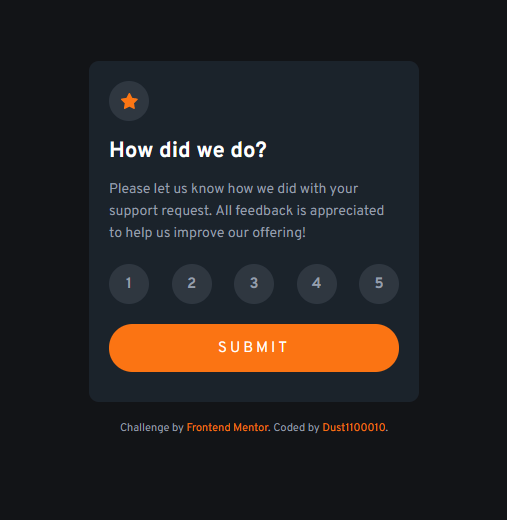 How did we do?
Please let us know how we did with your
support request. All feedback is appreciated
to help us improve our offering!
1 2 3 4 5
SUBMIT
Challenge by Frontend Mentor. Coded by Dust1100010.